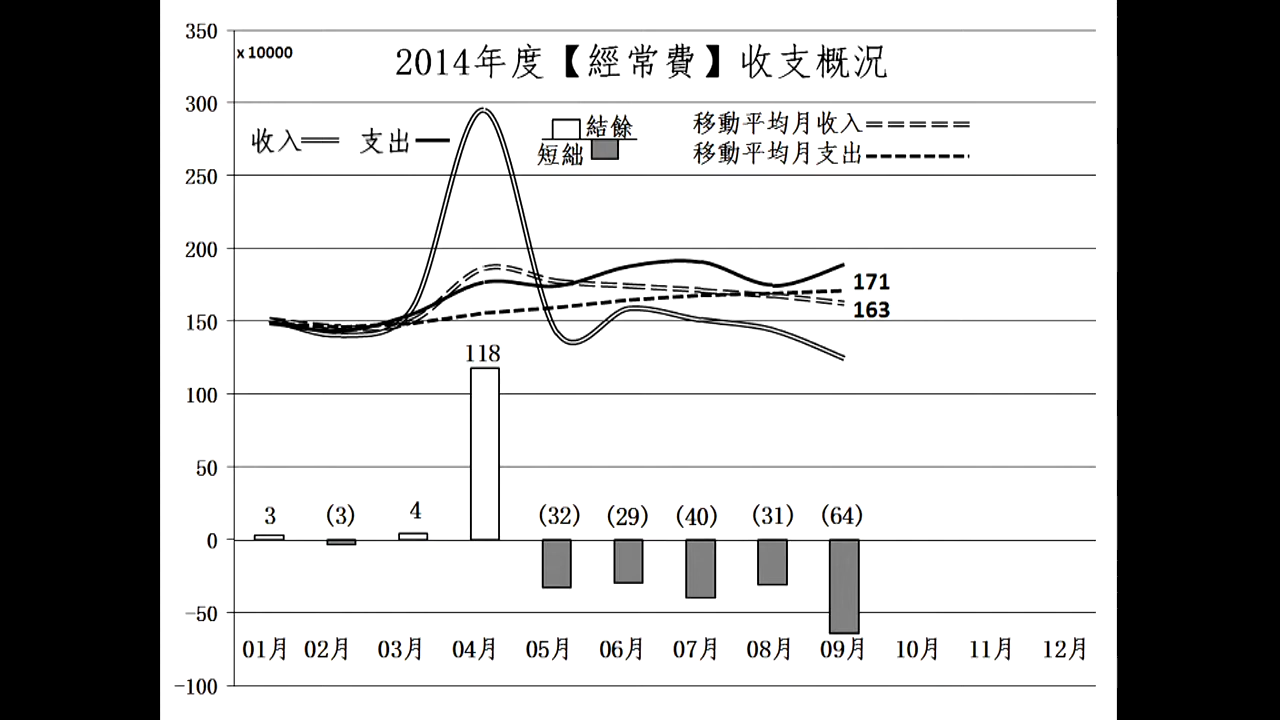 350
x 10000
2014年度【經常費】收支概況
300
收入 支出 結餘 移動平均月收入
短絀 移動平均月支出
250
200
171
163
150
118
100
50
3 (3) 4 (32) (29) (40) (31) (64)
0
-50
01月 02月 03月 04月 05月 06月 07月 08月 09月 10月 11月 12月
-100